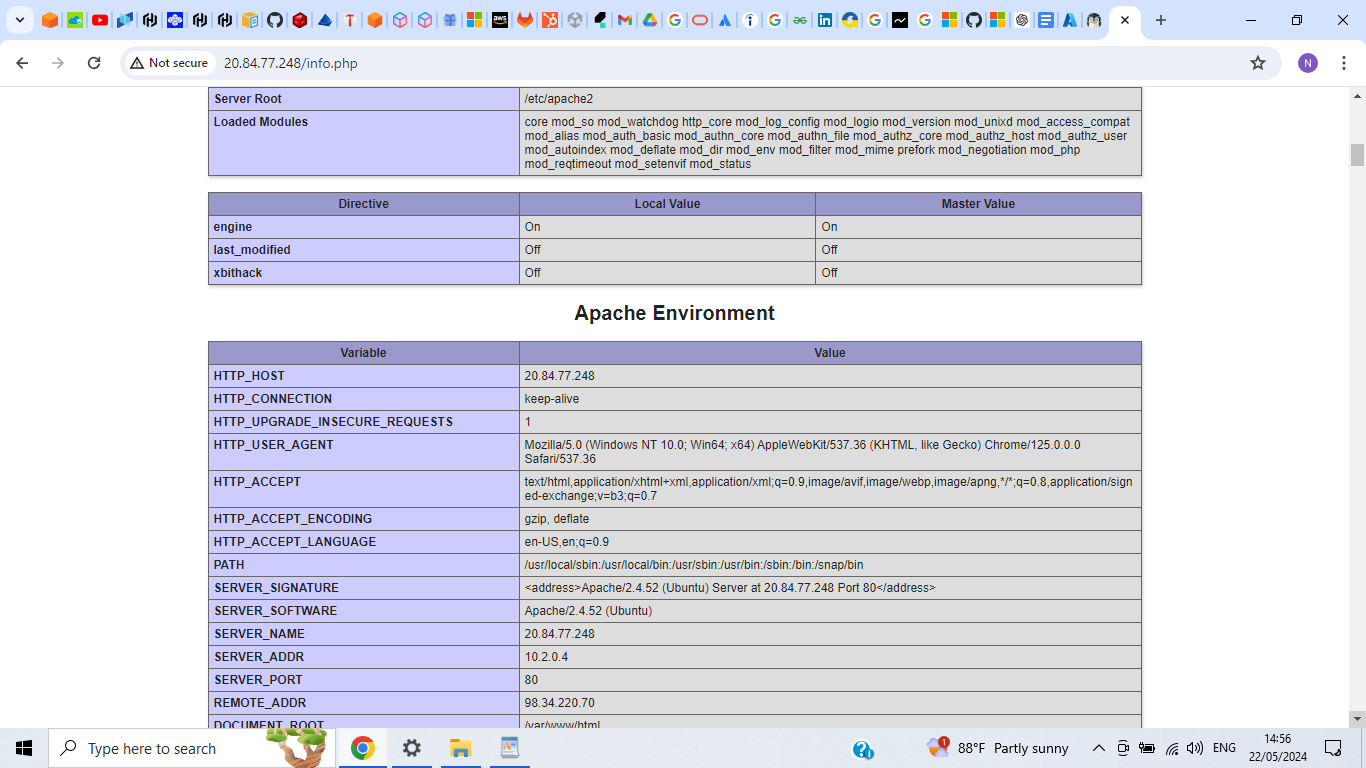 Not secure 20.84.77.248/info.php N
Server Root /etc/apache2
Loaded Modules core mod_so mod_watchdog http_core mod_log_config mod_logio mod_version mod_unixd mod_access_compat
mod_alias mod_auth_basic mod_authn_core mod_authn_file mod_authz_core mod_authz_host mod_authz_user
mod_autoindex mod_deflate mod_dir mod_env mod_filter mod_mime prefork mod_negotiation mod_php
mod_reqtimeout mod_setenvif mod_status
Directive Local Value Master Value
engine On On
last_modified Off Off
xbithack Off Off
Apache Environment
Variable Value
HTTP_HOST 20.84.77.248
HTTP_CONNECTION keep-alive
HTTP_UPGRADE_INSECURE_REQUESTS 1
HTTP_USER_AGENT Mozilla/5.0 (Windows NT 10.0; Win64; x64) AppleWebKit/537.36 (KHTML, like Gecko) Chrome/125.0.0.0
Safari/537.36
HTTP_ACCEPT text/html,application/xhtml+xml,application/xml;q=0.9,image/avif,image/webp,image/apng,*/*;q=0.8,application/sign
ed-exchange;v=b3;q=0.7
HTTP_ACCEPT_ENCODING gzip, deflate
HTTP_ACCEPT_LANGUAGE en-US,en;q=0.9
PATH /usr/local/sbin:/usr/local/bin:/usr/sbin:/usr/bin:/sbin:/bin:/snap/bin
SERVER_SIGNATURE <address>Apache/2.4.52 (Ubuntu) Server at 20.84.77.248 Port 80</address>
SERVER_SOFTWARE Apache/2.4.52 (Ubuntu)
SERVER_NAME 20.84.77.248
SERVER_ADDR 10.2.0.4
SERVER_PORT 80
REMOTE_ADDR 98.34.220.70
DOCUMENT_ROOT /var/www/html
Type here to search 1 88°F Partly sunny ENG 14:56
22/05/2024